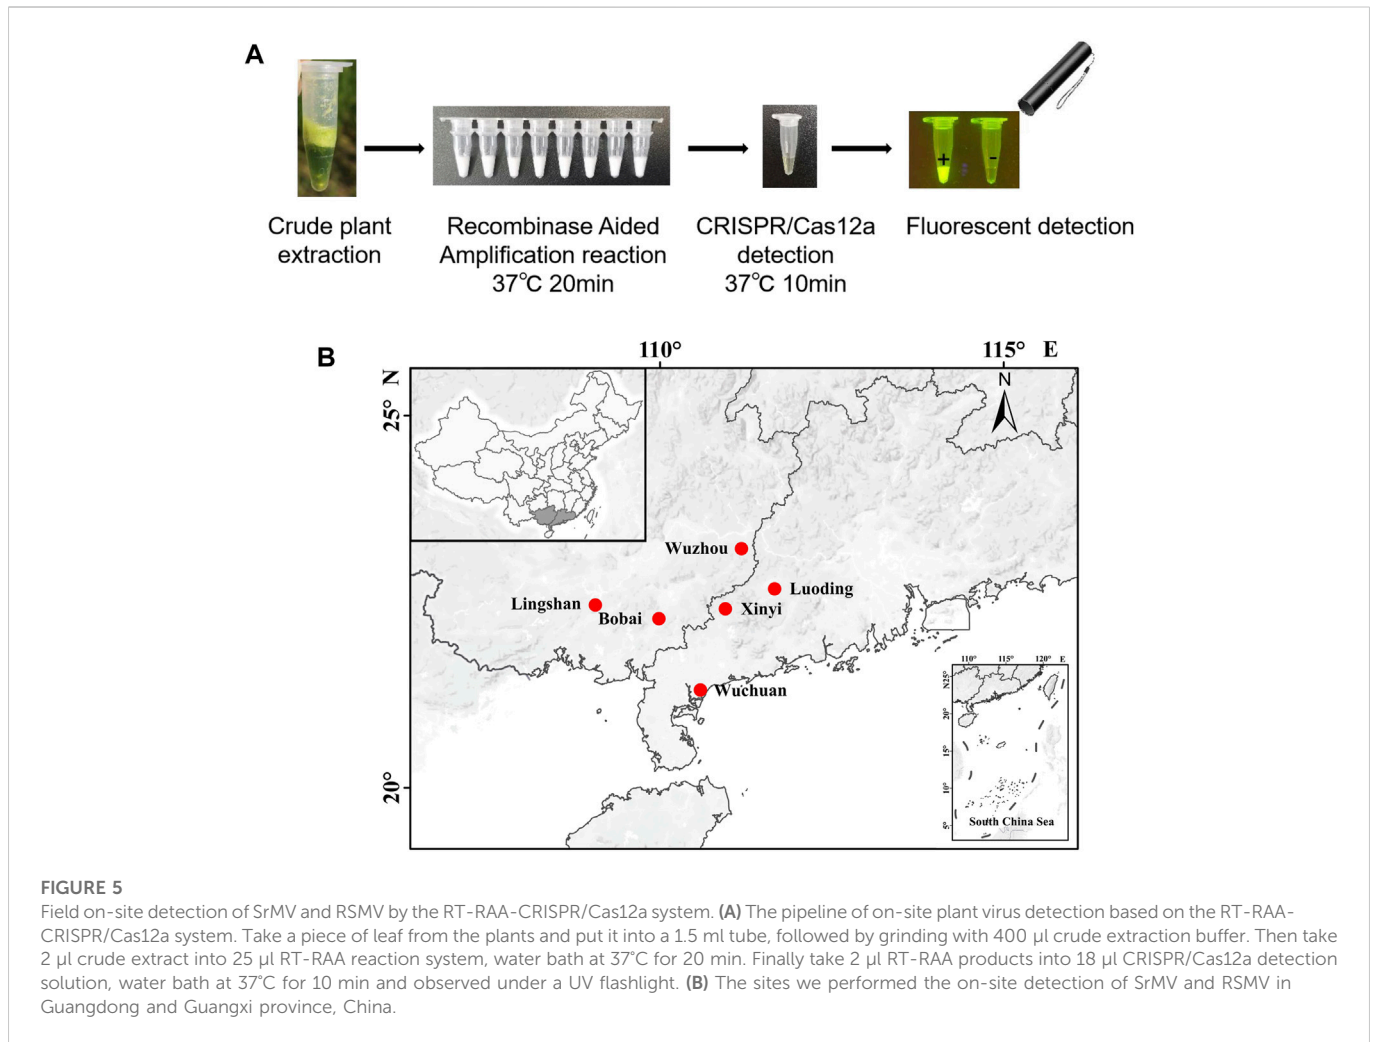 A
+ -
Crude plant
extraction
Recombinase Aided
Amplification reaction
37℃ 20min
CRISPR/Cas12a
detection
37℃ 10min
Fluorescent detection
B
110° 115° E
N
25°
20°
N
Wuzhou
Luoding
Lingshan
Xinyi
Bobai
Wuchuan
110° 115° 120° E
N
25°
20°
15°
10°
5°
South China Sea
FIGURE 5
Field on-site detection of SrMV and RSMV by the RT-RAA-CRISPR/Cas12a system. (A) The pipeline of on-site plant virus detection based on the RT-RAA-
CRISPR/Cas12a system. Take a piece of leaf from the plants and put it into a 1.5 ml tube, followed by grinding with 400 μl crude extraction buffer. Then take
2 μl crude extract into 25 μl RT-RAA reaction system, water bath at 37°C for 20 min. Finally take 2 μl RT-RAA products into 18 μl CRISPR/Cas12a detection
solution, water bath at 37°C for 10 min and observed under a UV flashlight. (B) The sites we performed the on-site detection of SrMV and RSMV in
Guangdong and Guangxi province, China.